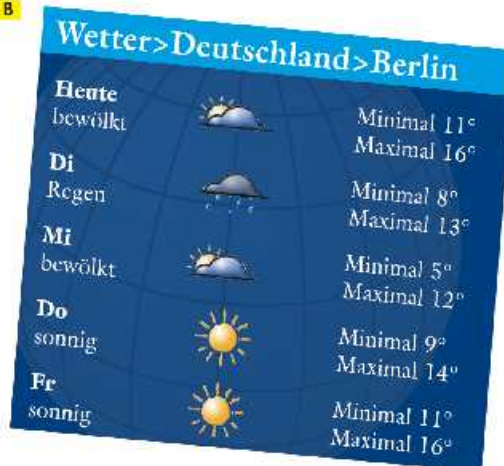 B
Wetter>Deutschland>Berlin
Heute
bewölkt
Minimal 11°
Maximal 16°
Di
Regen
Minimal 8°
Maximal 13°
Mi
bewölkt
Minimal 5°
Maximal 12°
Do
sonnig
Minimal 9°
Maximal 14°
Fr
sonnig
Minimal 11°
Maximal 16°